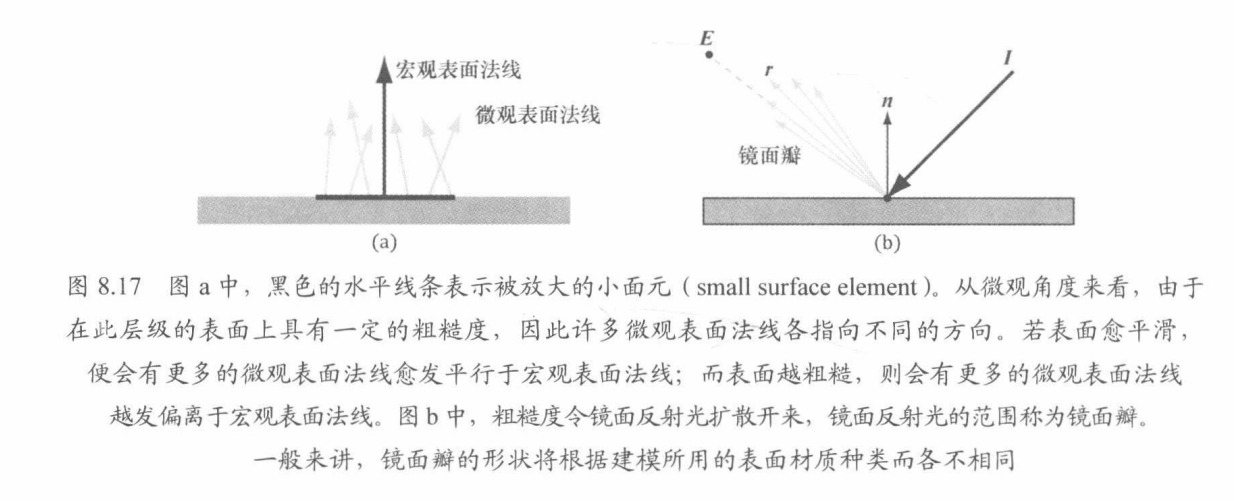 E
I
宏观表面法线
r
n
微观表面法线
镜面瓣
(a)
(b)
图 8.17 图 a 中，黑色的水平线条表示被放大的小面元（small surface element）。从微观角度来看，由于
在此层级的表面上具有一定的粗糙度，因此许多微观表面法线各指向不同的方向。若表面愈平滑，
便会有更多的微观表面法线愈发平行于宏观表面法线；而表面越粗糙，则会有更多的微观表面法线
越发偏离于宏观表面法线。图 b 中，粗糙度令镜面反射光扩散开来，镜面反射光的范围称为镜面瓣。
一般来讲，镜面瓣的形状将根据建模所用的表面材质种类而各不相同